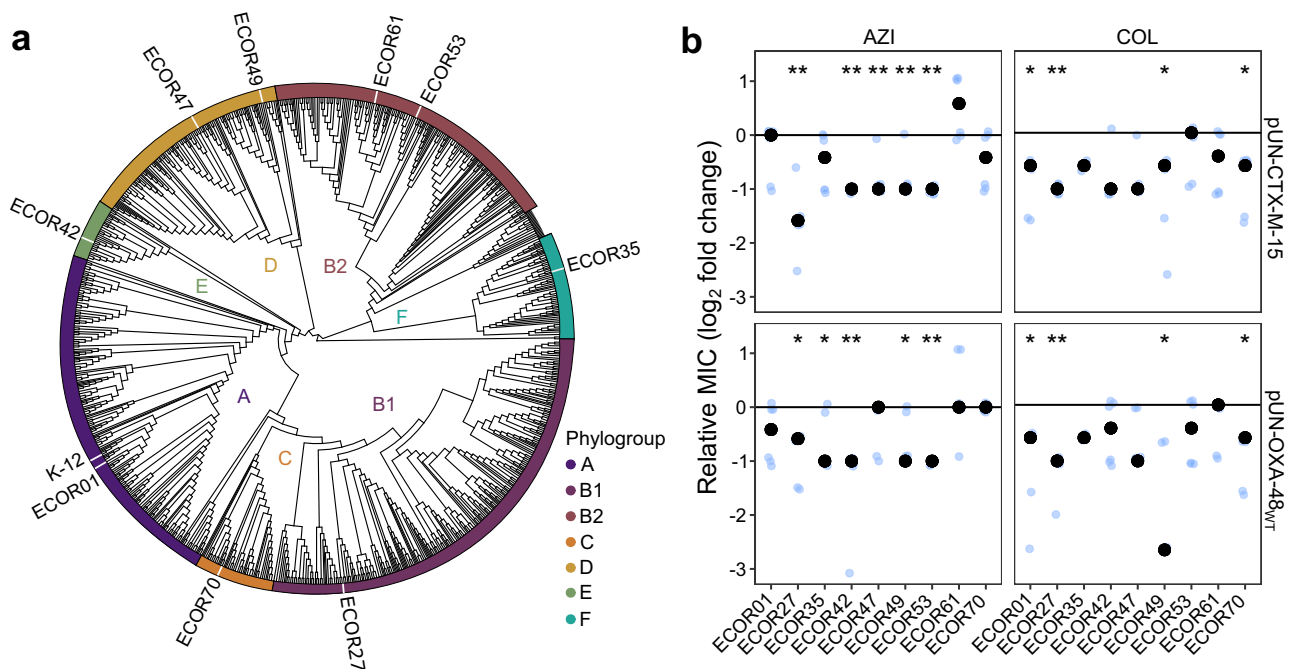 a
ECOR49
ECOR61
ECOR53
ECOR47
ECOR42
ECOR35
D
B2
E
F
A
B1
C
K-12
ECOR01
ECOR70
ECOR27
Phylogroup
A
B1
B2
C
D
E
F
b
AZI
COL
** ** ** ** **
* ** * *
1
0
-1
-2
-3
pUN-CTX-M-15
Relative MIC (log2 fold change)
* * ** * **
* ** * *
1
0
-1
-2
-3
pUN-OXA-48WT
ECOR01 ECOR27 ECOR35 ECOR42 ECOR47 ECOR49 ECOR53 ECOR61 ECOR70
ECOR01 ECOR27 ECOR35 ECOR42 ECOR47 ECOR49 ECOR53 ECOR61 ECOR70